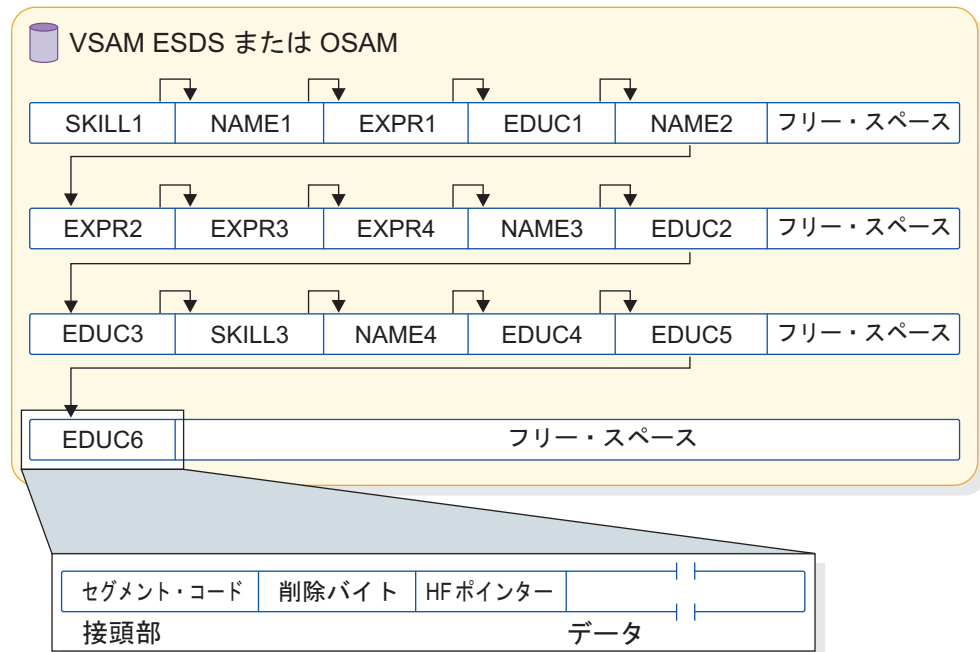 VSAM ESDS または OSAM
SKILL1 NAME1 EXPR1 EDUC1 NAME2 フリー・スペース
EXPR2 EXPR3 EXPR4 NAME3 EDUC2 フリー・スペース
EDUC3 SKILL3 NAME4 EDUC4 EDUC5 フリー・スペース
EDUC6 フリー・スペース
セグメント・コード 削除バイト HFポインター
接頭部 データ